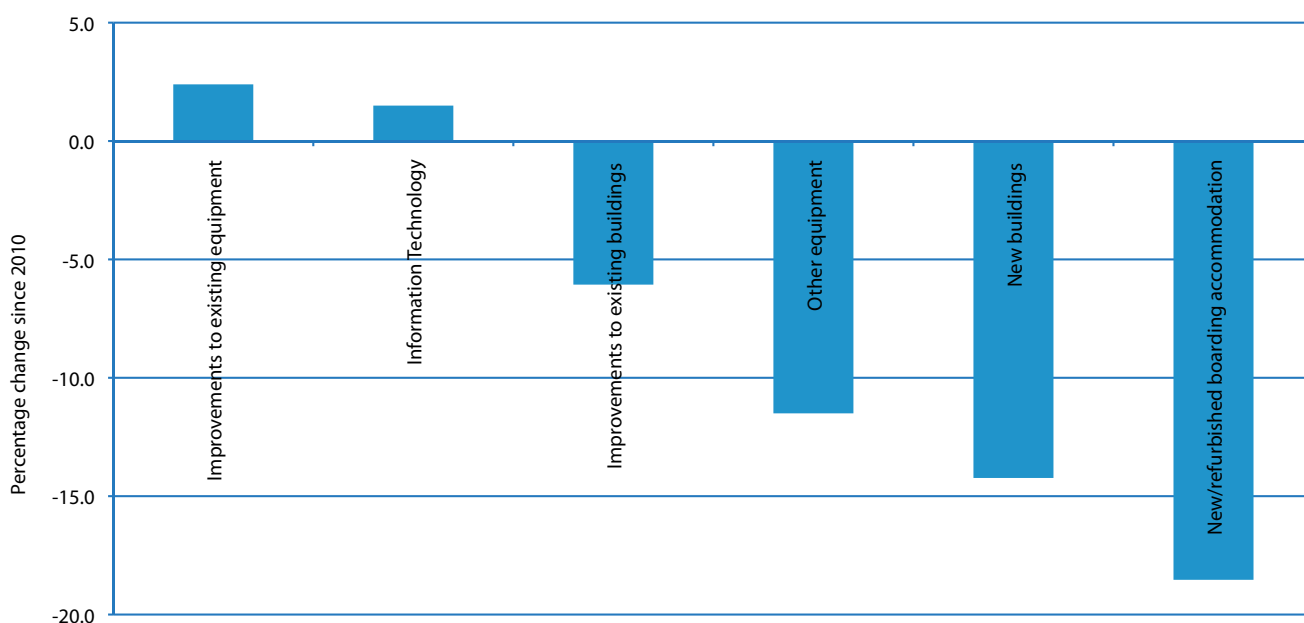 5.0
0.0
-5.0
-10.0
-15.0
-20.0
Percentage change since 2010
Improvements to existing equipment
Information Technology
Improvements to existing buildings
Other equipment
New buildings
New/refurbished boarding accommodation